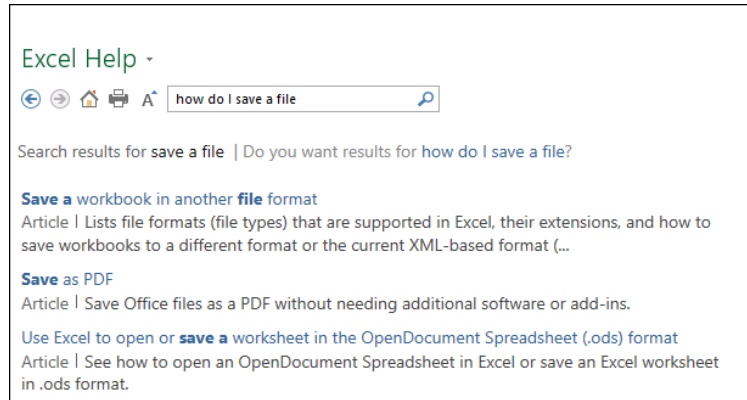 Excel Help
A how do I save a file
Search results for save a file | Do you want results for how do I save a file?
Save a workbook in another file format
Article | Lists file formats (file types) that are supported in Excel, their extensions, and how to
save workbooks to a different format or the current XML-based format (...
Save as PDF
Article | Save Office files as a PDF without needing additional software or add-ins.
Use Excel to open or save a worksheet in the OpenDocument Spreadsheet (.ods) format
Article | See how to open an OpenDocument Spreadsheet in Excel or save an Excel worksheet
in .ods format.